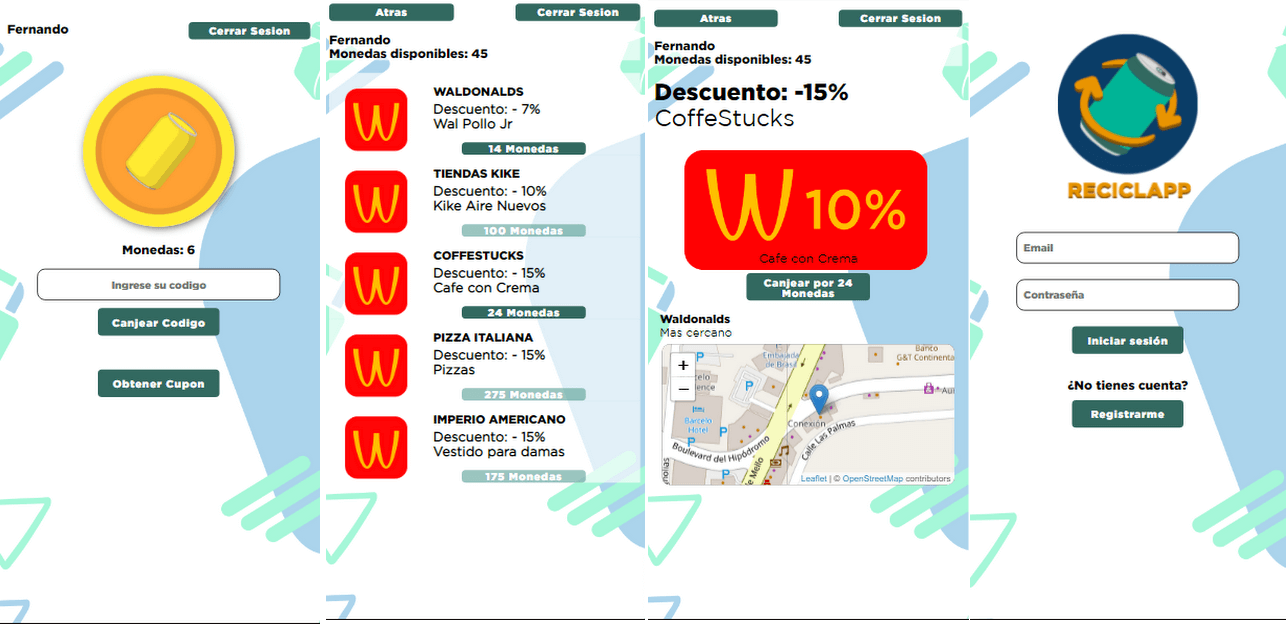 Fernando
Cerrar Sesion
Monedas: 6
Ingrese su codigo
Canjear Codigo
Obtener Cupon
Atras
Cerrar Sesion
Fernando
Monedas disponibles: 45
WALDONALDS
Descuento: - 7%
Wal Pollo Jr
14 Monedas
TIENDAS KIKE
Descuento: - 10%
Kike Aire Nuevos
100 Monedas
COFFESTUCKS
Descuento: - 15%
Cafe con Crema
24 Monedas
PIZZA ITALIANA
Descuento: - 15%
Pizzas
275 Monedas
IMPERIO AMERICANO
Descuento: - 15%
Vestido para damas
175 Monedas
Atras
Cerrar Sesion
Fernando
Monedas disponibles: 45
Descuento: -15%
CoffeStucks
10%
Cafe con Crema
Canjear por 24
Monedas
Waldonalds
Mas cercano
+
−
P
Embajada
de Brasil
Banco
G&T Continenta
P
Barcelo
Hotel
P
P
Conexión
Boulevard del Hipódromo
Calle Las Palmas
P
Leaflet | © OpenStreetMap contributors
RECICLAPP
Email
Contraseña
Iniciar sesión
¿No tienes cuenta?
Registrarme